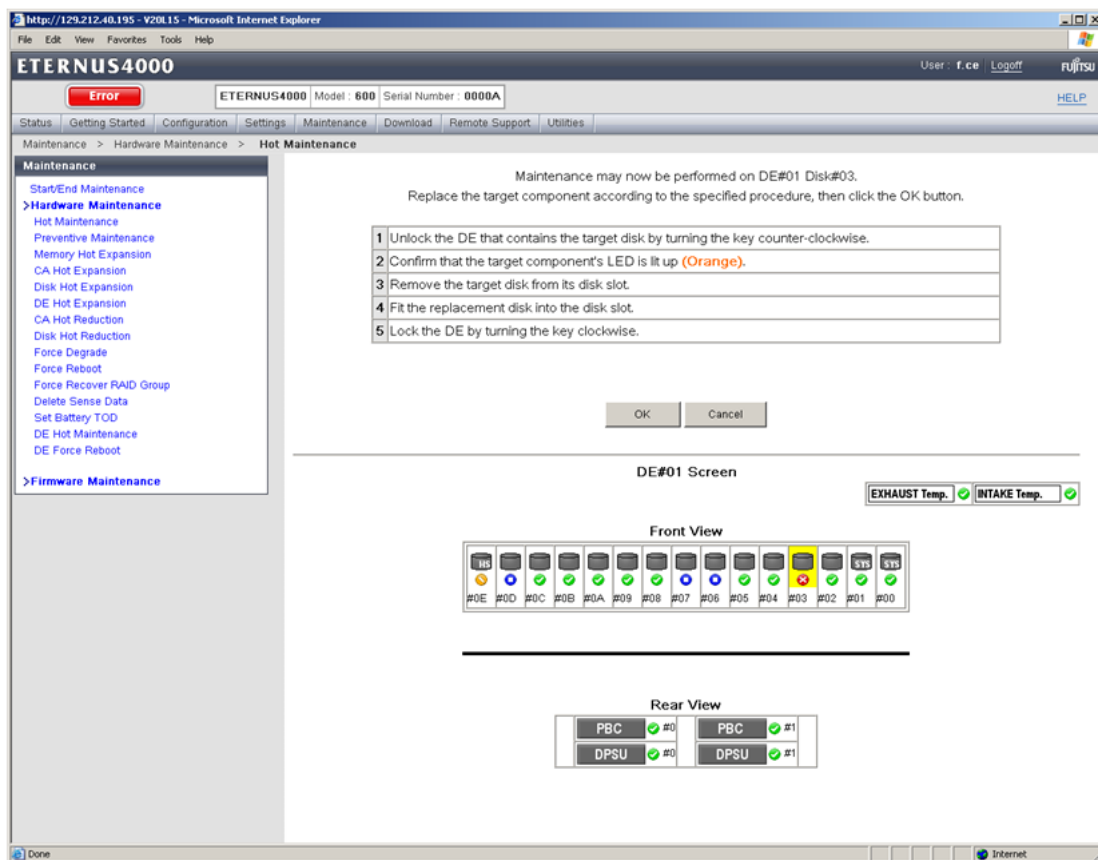 http://129.212.40.195 - V20L15 - Microsoft Internet Explorer
File Edit View Favorites Tools Help
ETERNUS4000 User : f.ce Logoff FUJITSU
Error ETERNUS4000 Model : 600 Serial Number : 0000A HELP
Status Getting Started Configuration Settings Maintenance Download Remote Support Utilities
Maintenance > Hardware Maintenance > Hot Maintenance
Maintenance
Start/End Maintenance
>Hardware Maintenance
Hot Maintenance
Preventive Maintenance
Memory Hot Expansion
CA Hot Expansion
Disk Hot Expansion
DE Hot Expansion
CA Hot Reduction
Disk Hot Reduction
Force Degrade
Force Reboot
Force Recover RAID Group
Delete Sense Data
Set Battery TOD
DE Hot Maintenance
DE Force Reboot
>Firmware Maintenance
Maintenance may now be performed on DE#01 Disk#03.
Replace the target component according to the specified procedure, then click the OK button.
1 Unlock the DE that contains the target disk by turning the key counter-clockwise.
2 Confirm that the target component's LED is lit up (Orange).
3 Remove the target disk from its disk slot.
4 Fit the replacement disk into the disk slot.
5 Lock the DE by turning the key clockwise.
OK Cancel
DE#01 Screen
EXHAUST Temp. INTAKE Temp.
Front View
HS SYS SYS
#0E #0D #0C #0B #0A #09 #08 #07 #06 #05 #04 #03 #02 #01 #00
Rear View
PBC #0 PBC #1
DPSU #0 DPSU #1
Done Internet